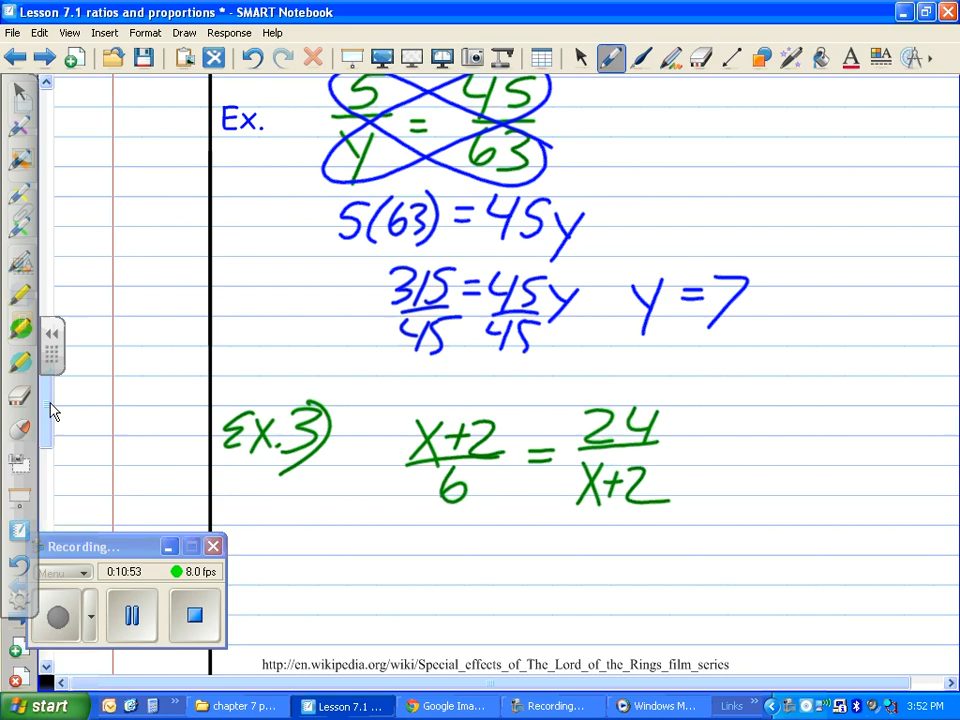 Lesson 7.1 ratios and proportions * - SMART Notebook
File Edit View Insert Format Draw Response Help
Ex. 5/y = 45/63
5(63) = 45y
315/45 = 45y/45 y = 7
Ex. 3) x+2/6 = 24/x+2
Recording...
Menu 0:10:53 8.0 fps
http://en.wikipedia.org/wiki/Special_effects_of_The_Lord_of_the_Rings_film_series
start chapter 7 p... Lesson 7.1 ... Google Ima... Recording... Windows M... Links 3:52 PM